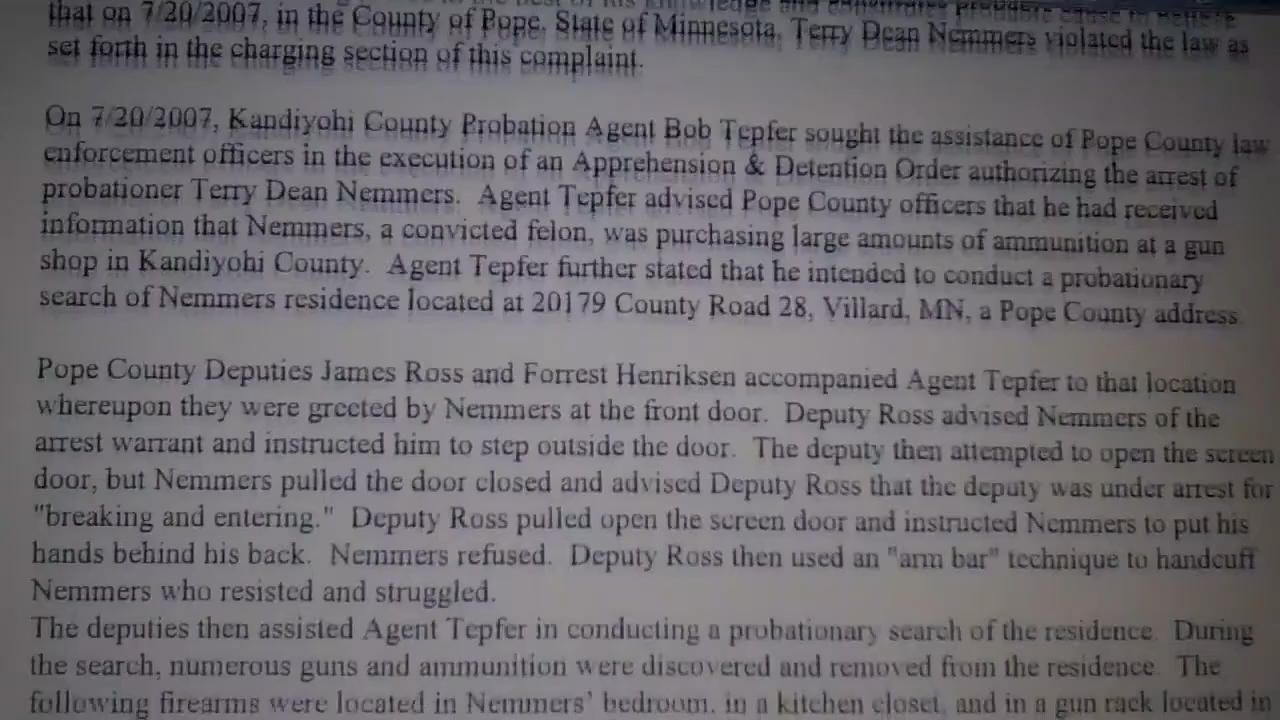 that on 7/20/2007, in the County of Pope, State of Minnesota, Terry Dean Nemmers violated the law as
set forth in the charging section of this complaint.
On 7/20/2007, Kandiyohi County Probation Agent Bob Tepfer sought the assistance of Pope County law
enforcement officers in the execution of an Apprehension & Detention Order authorizing the arrest of
probationer Terry Dean Nemmers. Agent Tepfer advised Pope County officers that he had received
information that Nemmers, a convicted felon, was purchasing large amounts of ammunition at a gun
shop in Kandiyohi County. Agent Tepfer further stated that he intended to conduct a probationary
search of Nemmers residence located at 20179 County Road 28, Villard, MN, a Pope County address.
Pope County Deputies James Ross and Forrest Henriksen accompanied Agent Tepfer to that location
whereupon they were greeted by Nemmers at the front door. Deputy Ross advised Nemmers of the
arrest warrant and instructed him to step outside the door. The deputy then attempted to open the screen
door, but Nemmers pulled the door closed and advised Deputy Ross that the deputy was under arrest for
"breaking and entering." Deputy Ross pulled open the screen door and instructed Nemmers to put his
hands behind his back. Nemmers refused. Deputy Ross then used an "arm bar" technique to handcuff
Nemmers who resisted and struggled.
The deputies then assisted Agent Tepfer in conducting a probationary search of the residence. During
the search, numerous guns and ammunition were discovered and removed from the residence. The
following firearms were located in Nemmers' bedroom, in a kitchen closet, and in a gun rack located in